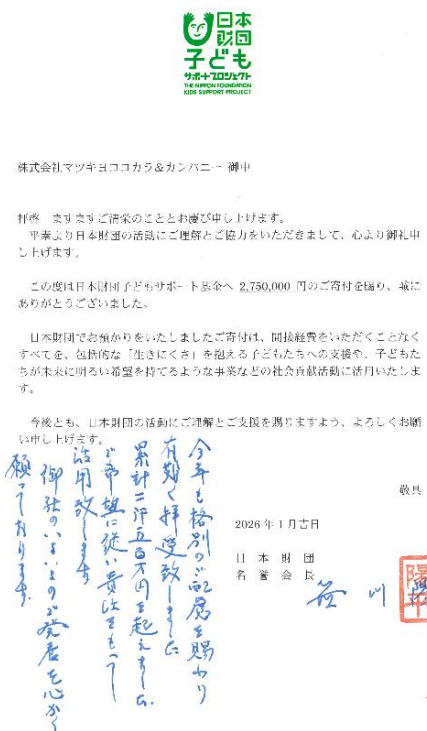 日本
財団
子ども
サポートプロジェクト
THE NIPPON FOUNDATION
KIDS SUPPORT PROJECT
株式会社マツキヨココカラ＆カンパニー 御中
拝啓 ますますご清栄のこととお慶び申し上げます。
平素より日本財団の活動にご理解とご協力をいただきまして、心より御礼申
し上げます。
この度は日本財団子どもサポート基金へ 2,750,000 円のご寄付を賜り、誠に
ありがとうございました。
日本財団でお預かりをいたしましたご寄付は、間接経費をいただくことなく
すべてを、包括的な「生きにくさ」を抱える子どもたちへの支援や、子どもた
ちが未来に明るい希望を持てるような事業などの社会貢献活動に活用いたしま
す。
今後とも、日本財団の活動にご理解とご支援を賜りますよう、よろしくお願
い申し上げます。
敬具
2026年1月吉日
日本財団
名誉会長
笹川
陽平
今年も格別のご配慮を賜わり
有難く拝受致しました
累計二千五百万円を超えました。
ご希望に従い責任をもって
活用致します
御社のいよいよのご発展を心から
願っております。